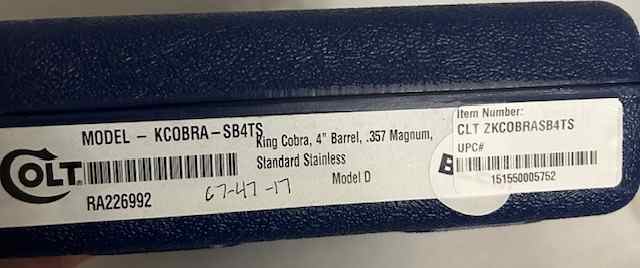 COLT
MODEL - KCOBRA-SB4TS
RA226992
67-47-17
King Cobra, 4" Barrel, .357 Magnum,
Standard Stainless
Model D
B
Item Number:
CLT ZKCOBRASB4TS
UPC#
151550005752